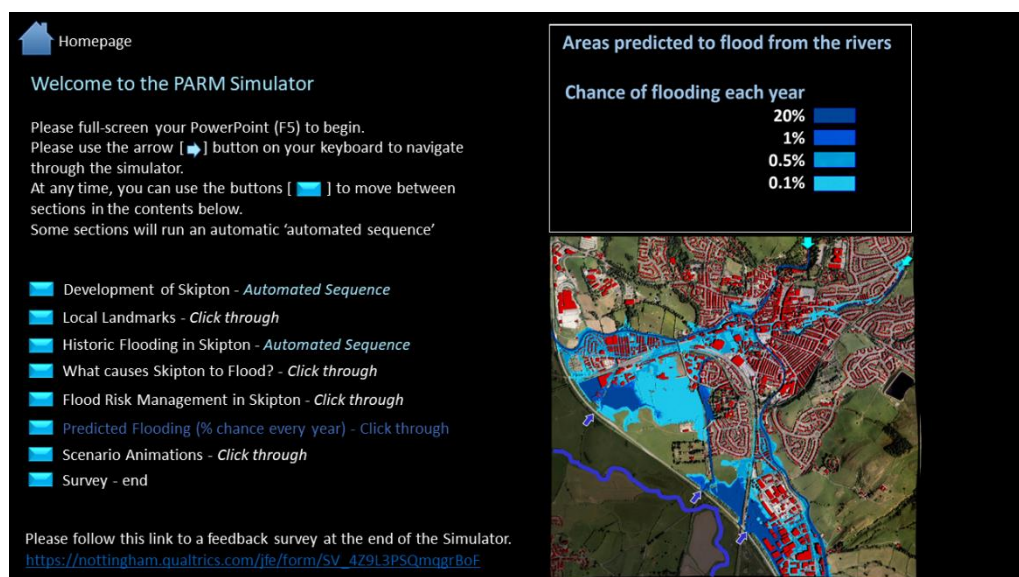 Homepage
Welcome to the PARM Simulator
Please full-screen your PowerPoint (F5) to begin.
Please use the arrow [ ] button on your keyboard to navigate
through the simulator.
At any time, you can use the buttons [ ] to move between
sections in the contents below.
Some sections will run an automatic ‘automated sequence’
Development of Skipton - Automated Sequence
Local Landmarks - Click through
Historic Flooding in Skipton - Automated Sequence
What causes Skipton to Flood? - Click through
Flood Risk Management in Skipton - Click through
Predicted Flooding (% chance every year) - Click through
Scenario Animations - Click through
Survey - end
Please follow this link to a feedback survey at the end of the Simulator.
https://nottingham.qualtrics.com/jfe/form/SV_4Z9L3PSQmqgrBoF
Areas predicted to flood from the rivers
Chance of flooding each year
20%
1%
0.5%
0.1%